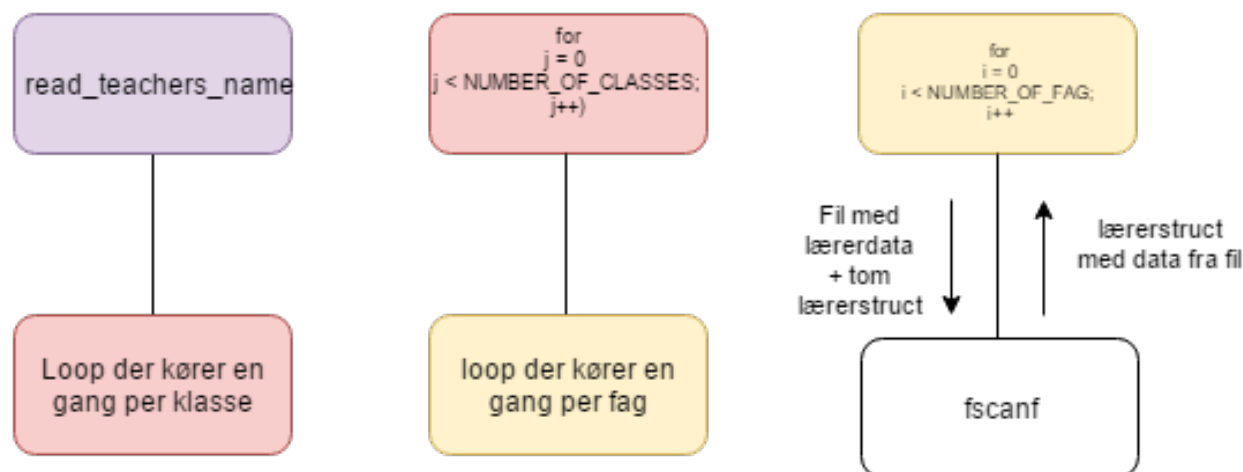 read_teachers_name
for
j = 0
j < NUMBER_OF_CLASSES;
j++)
for
i = 0
i < NUMBER_OF_FAG;
i++
Fil med
lærerdata
+ tom
lærerstruct
lærerstruct
med data fra fil
Loop der kører en
gang per klasse
loop der kører en
gang per fag
fscanf